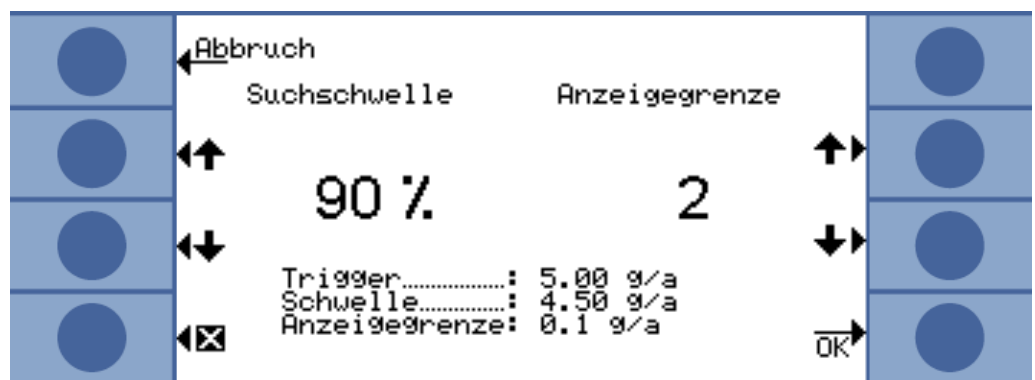 Abbruch
Suchschwelle Anzeigegrenze
90 % 2
Trigger..............: 5.00 g/a
Schwelle............: 4.50 g/a
Anzeigegrenze: 0.1 g/a
OK